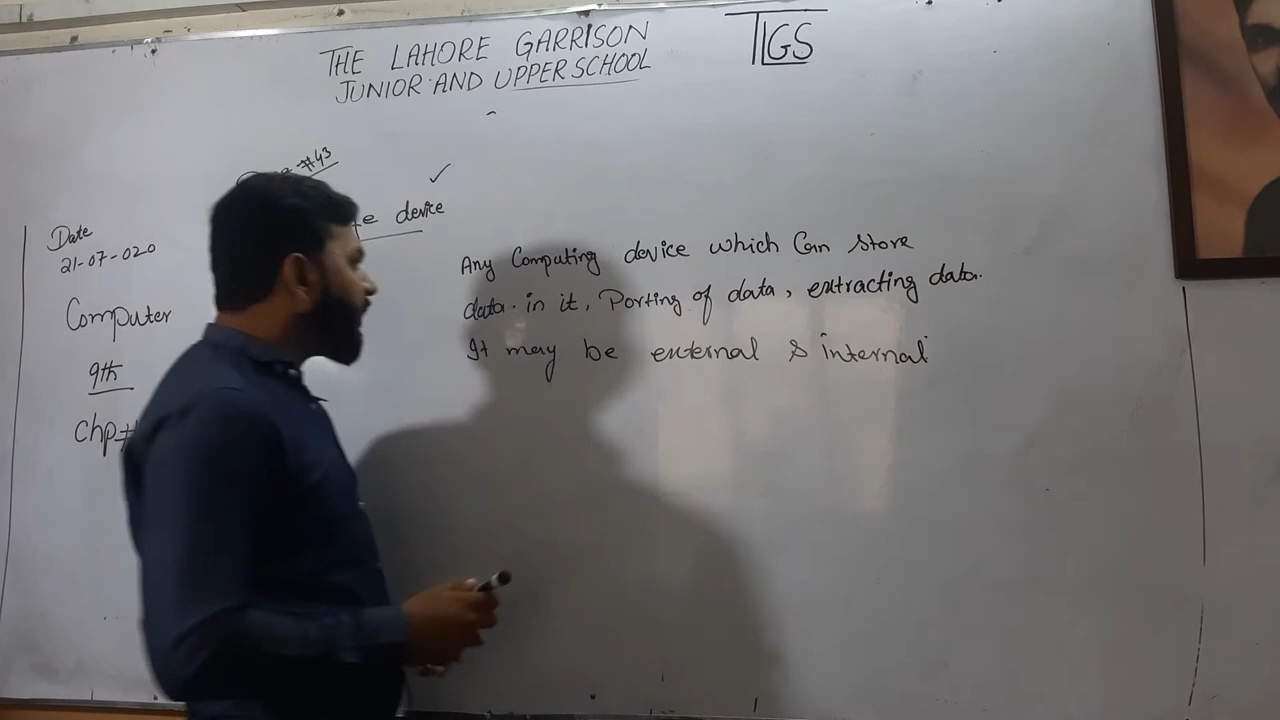 THE LAHORE GARRISON
JUNIOR AND UPPER SCHOOL
TLGS
#43
device
Date
21-07-020
Computer
9th
Chp#
Any Computing device which Can store
data in it, Porting of data, extracting data.
It may be external & internal